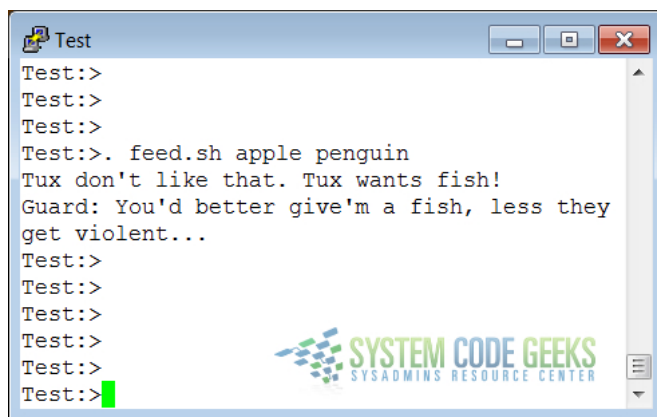 Test
Test:>
Test:>
Test:>
Test:>. feed.sh apple penguin
Tux don't like that. Tux wants fish!
Guard: You'd better give'm a fish, less they
get violent...
Test:>
Test:>
Test:>
Test:>
Test:>
Test:>
SYSTEM CODE GEEKS
SYSADMINS RESOURCE CENTER